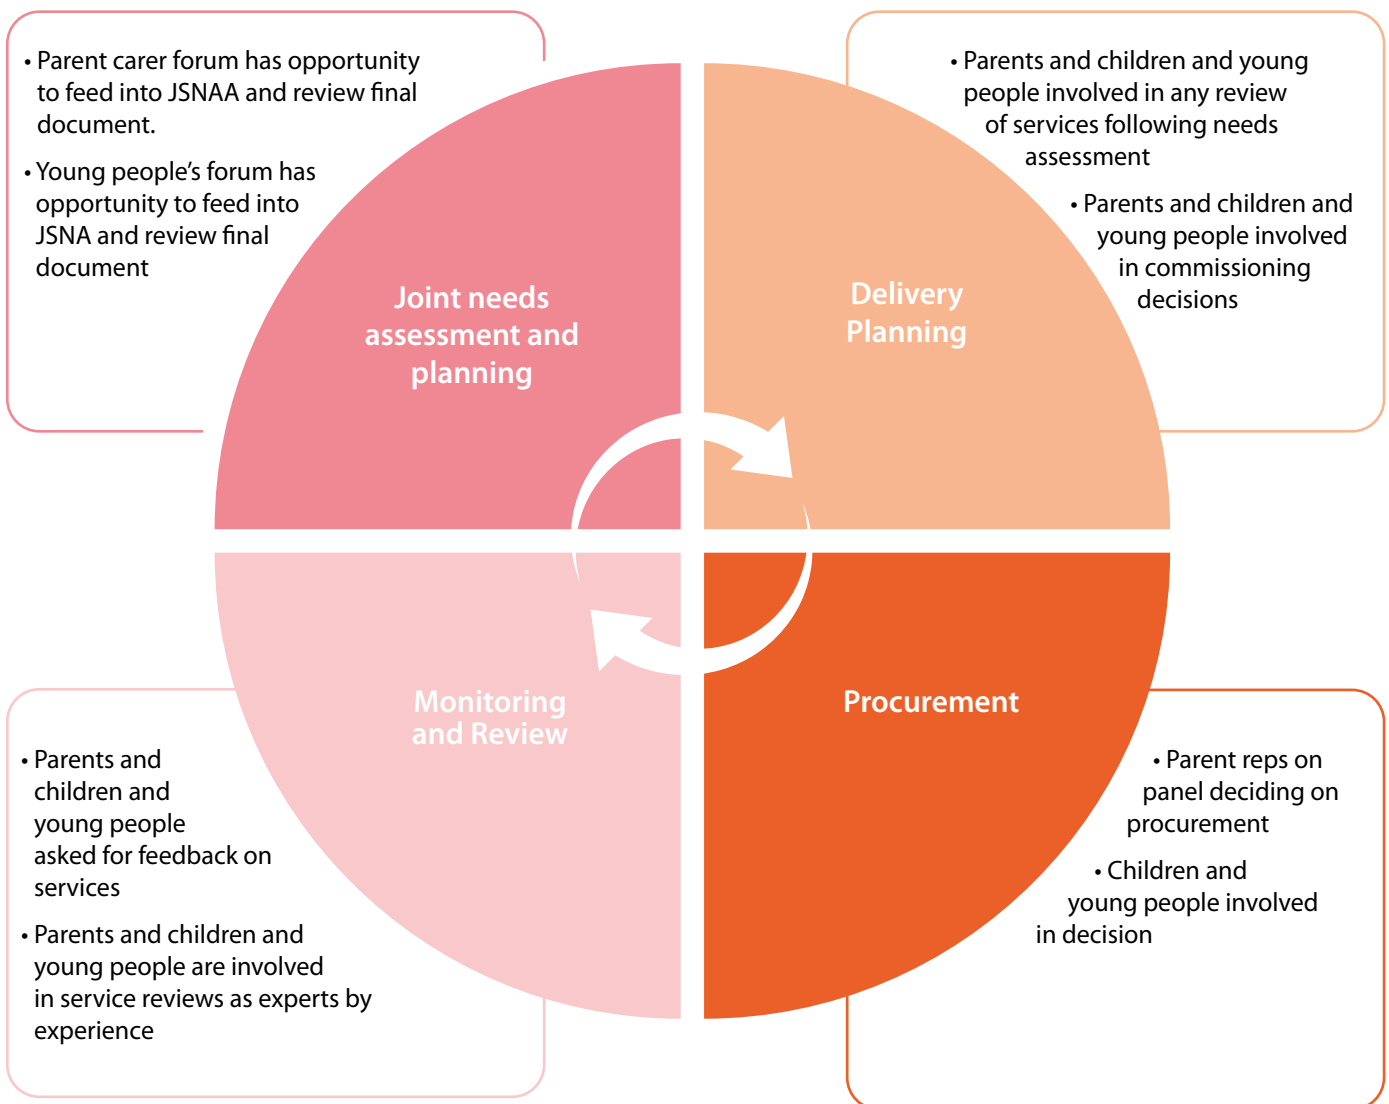 • Parent carer forum has opportunity
to feed into JSNAA and review final
document.
• Young people’s forum has
opportunity to feed into
JSNA and review final
document
Joint needs
assessment and
planning
• Parents and children and young
people involved in any review
of services following needs
assessment
• Parents and children and
young people involved
in commissioning
decisions
Delivery
Planning
Monitoring
and Review
• Parents and
children and
young people
asked for feedback on
services
• Parents and children and
young people are involved
in service reviews as experts by
experience
Procurement
• Parent reps on
panel deciding on
procurement
• Children and
young people involved
in decision